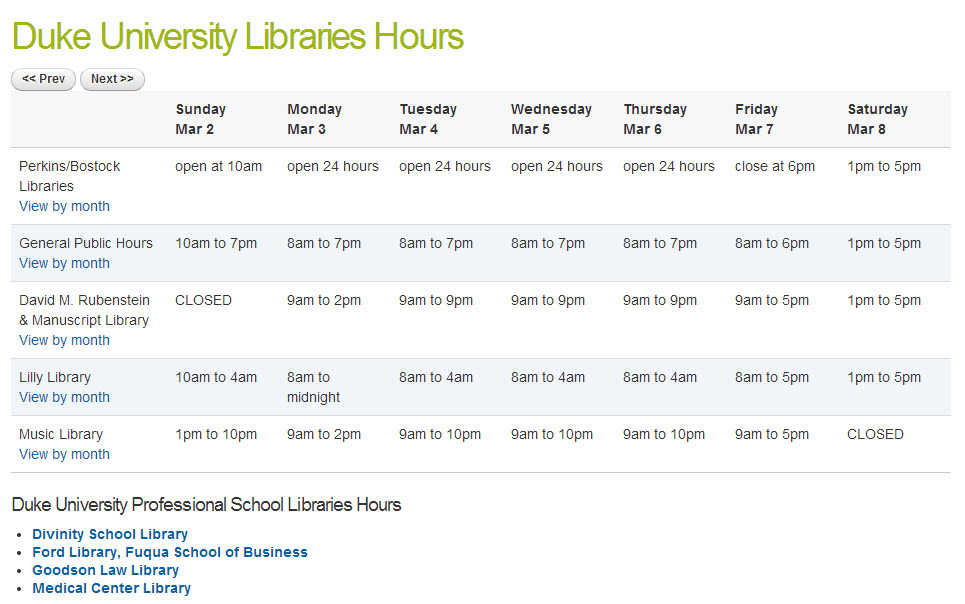 Duke University Libraries Hours
<< Prev Next >>
Sunday Monday Tuesday Wednesday Thursday Friday Saturday
Mar 2 Mar 3 Mar 4 Mar 5 Mar 6 Mar 7 Mar 8
Perkins/Bostock open at 10am open 24 hours open 24 hours open 24 hours open 24 hours close at 6pm 1pm to 5pm
Libraries
View by month
General Public Hours 10am to 7pm 8am to 7pm 8am to 7pm 8am to 7pm 8am to 7pm 8am to 6pm 1pm to 5pm
View by month
David M. Rubenstein CLOSED 9am to 2pm 9am to 9pm 9am to 9pm 9am to 9pm 9am to 5pm 1pm to 5pm
& Manuscript Library
View by month
Lilly Library 10am to 4am 8am to 8am to 4am 8am to 4am 8am to 4am 8am to 5pm 1pm to 5pm
View by month midnight
Music Library 1pm to 10pm 9am to 2pm 9am to 10pm 9am to 10pm 9am to 10pm 9am to 5pm CLOSED
View by month
Duke University Professional School Libraries Hours
• Divinity School Library
• Ford Library, Fuqua School of Business
• Goodson Law Library
• Medical Center Library